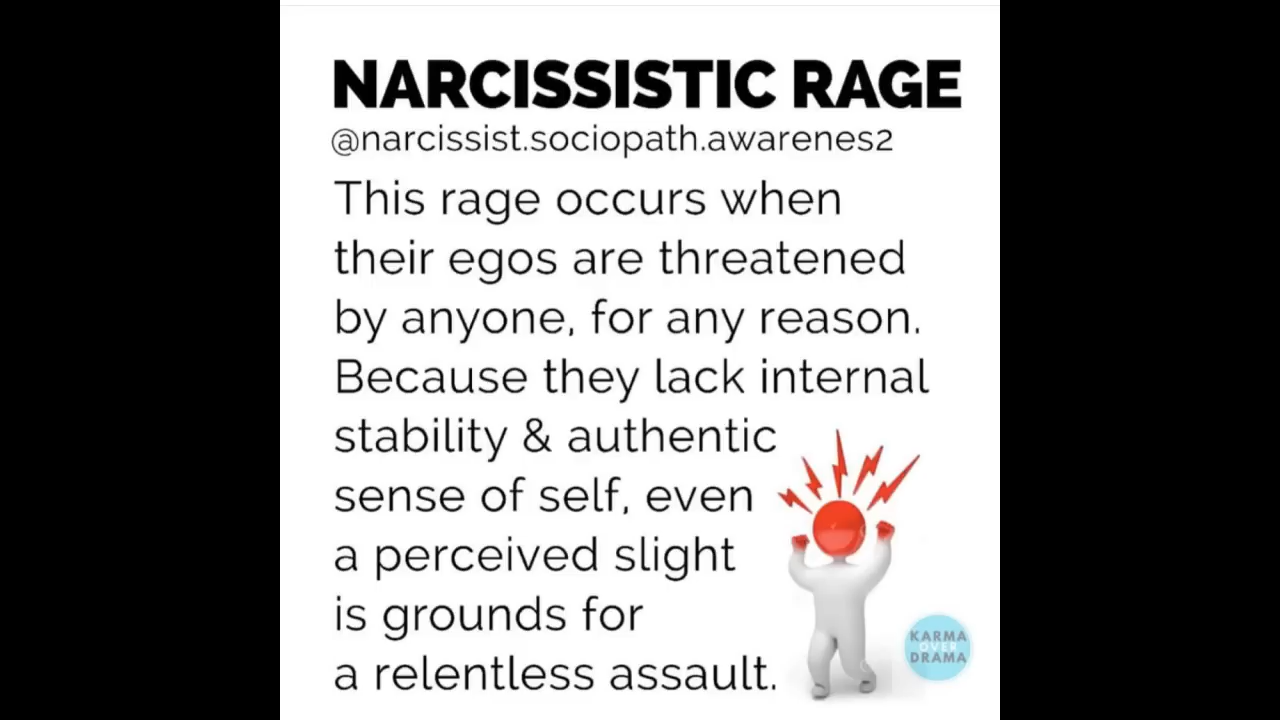 NARCISSISTIC RAGE
@narcissist.sociopath.awarenes2
This rage occurs when
their egos are threatened
by anyone, for any reason.
Because they lack internal
stability & authentic
sense of self, even
a perceived slight
is grounds for
a relentless assault.
KARMA
OVER
DRAMA